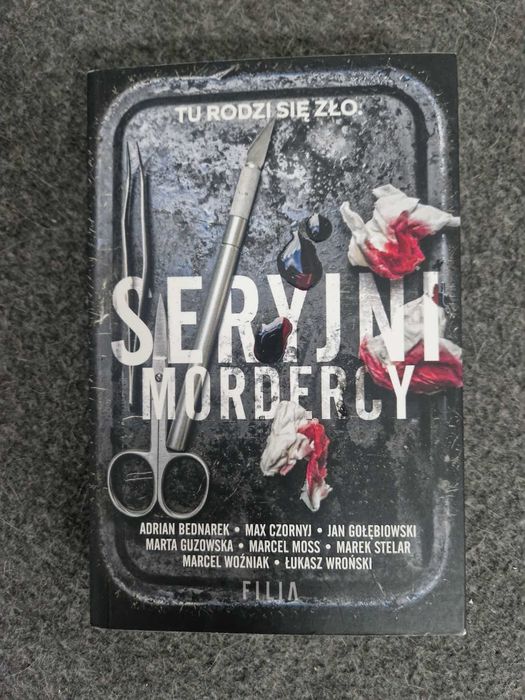 TU RODZI SIĘ ZŁO.
SERYJNI
MORDERCY
ADRIAN BEDNAREK • MAX CZORNYJ • JAN GOŁĘBIOWSKI
MARTA GUZOWSKA • MARCEL MOSS • MAREK STELAR
MARCEL WOŹNIAK • ŁUKASZ WROŃSKI
FILIA